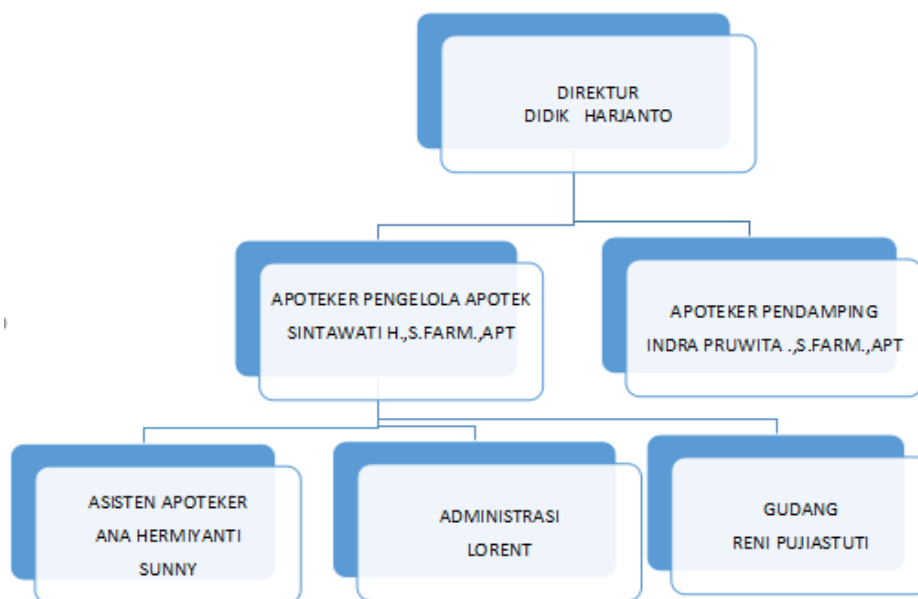 DIREKTUR
DIDIK HARJANTO
APOTEKER PENGELOLA APOTEK
SINTAWATI H.,S.FARM.,APT
APOTEKER PENDAMPING
INDRA PRUWITA .,S.FARM.,APT
ASISTEN APOTEKER
ANA HERMIYANTI
SUNNY
ADMINISTRASI
LORENT
GUDANG
RENI PUJIASTUTI